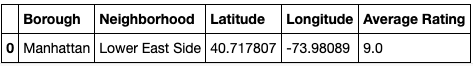 Borough Neighborhood Latitude Longitude Average Rating
0 Manhattan Lower East Side 40.717807 -73.98089 9.0